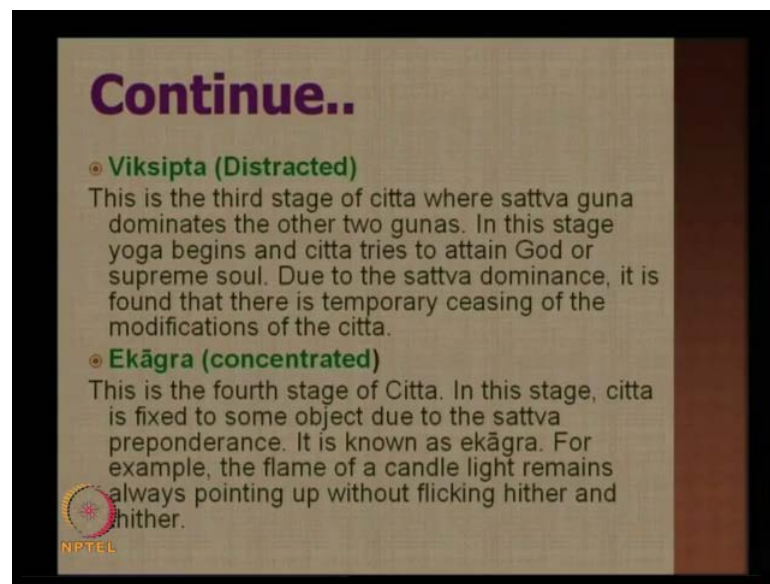 Continue..
Viksipta (Distracted)
This is the third stage of citta where sattva guna
dominates the other two gunas. In this stage
yoga begins and citta tries to attain God or
supreme soul. Due to the sattva dominance, it is
found that there is temporary ceasing of the
modifications of the citta.
Ekāgra (concentrated)
This is the fourth stage of Citta. In this stage, citta
is fixed to some object due to the sattva
preponderance. It is known as ekāgra. For
example, the flame of a candle light remains
always pointing up without flicking hither and
thither.
NPTEL